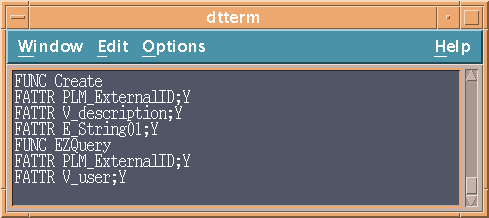 dtterm
Window Edit Options Help
FUNC Create
FATTR PLM_ExternalID;Y
FATTR V_description;Y
FATTR E_String01;Y
FUNC EZQuery
FATTR PLM_ExternalID;Y
FATTR V_user;Y